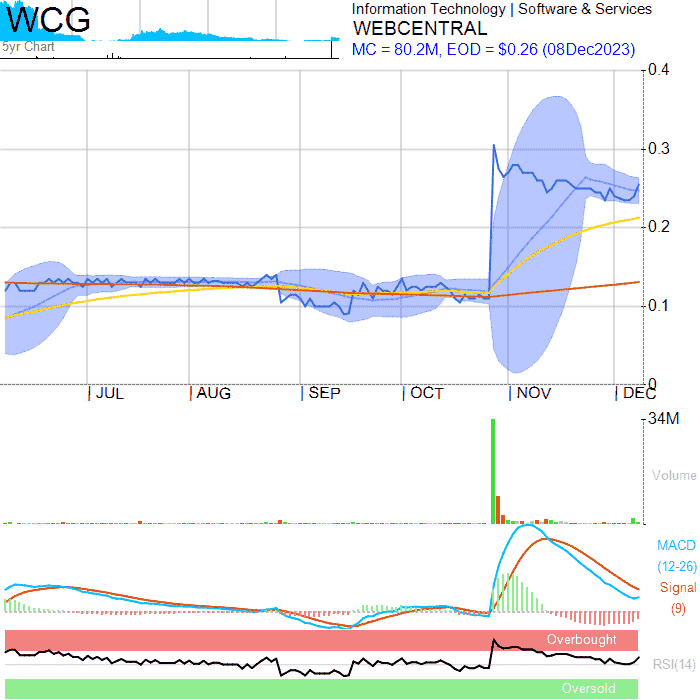 WCG
5yr Chart
Information Technology | Software & Services
WEBCENTRAL
MC = 80.2M, EOD = $0.26 (08Dec2023)
0.4
0.3
0.2
0.1
0
JUL
AUG
SEP
OCT
NOV
DEC
34M
Volume
MACD
(12-26)
Signal
(9)
Overbought
RSI(14)
Oversold